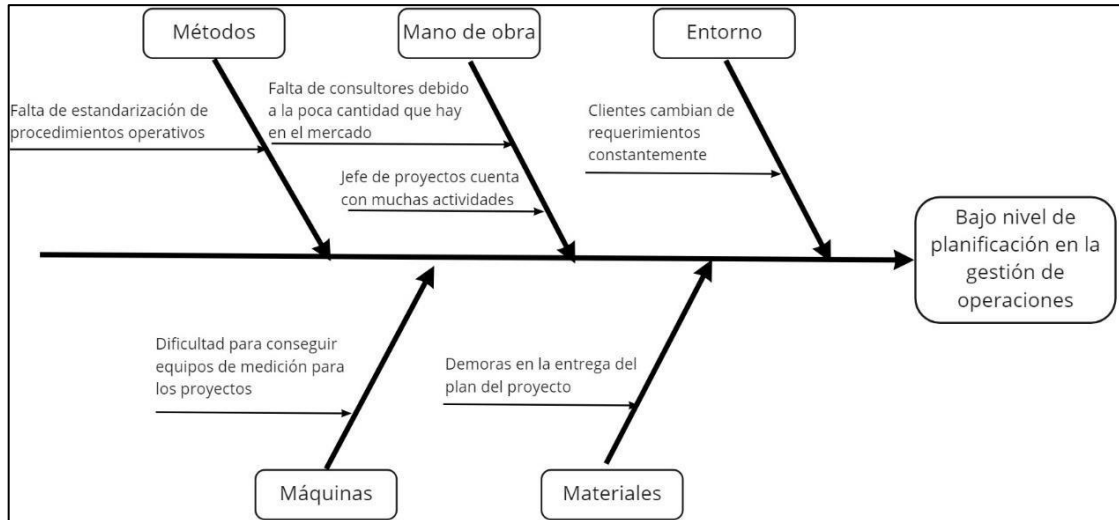 Métodos
Mano de obra
Entorno
Falta de estandarización de
procedimientos operativos
Falta de consultores debido
a la poca cantidad que hay
en el mercado
Jefe de proyectos cuenta
con muchas actividades
Clientes cambian de
requerimientos
constantemente
Bajo nivel de
planificación en la
gestión de
operaciones
Dificultad para conseguir
equipos de medición para
los proyectos
Demoras en la entrega del
plan del proyecto
Máquinas
Materiales